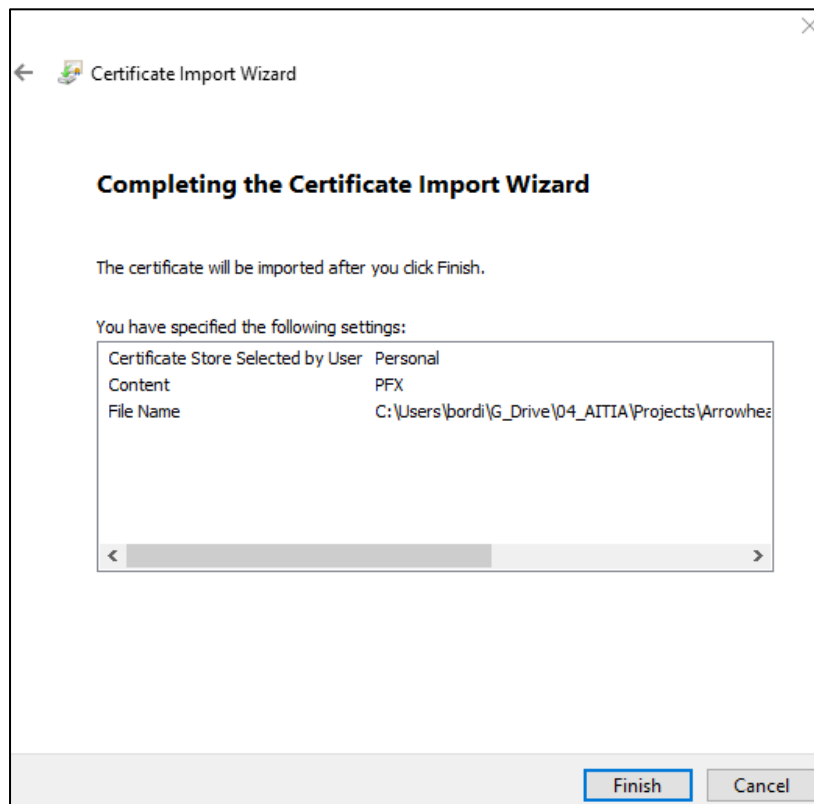 Certificate Import Wizard
Completing the Certificate Import Wizard
The certificate will be imported after you click Finish.
You have specified the following settings:
Certificate Store Selected by User Personal
Content PFX
File Name C:\Users\bordi\G_Drive\04_AITIA\Projects\Arrowhea
Finish Cancel